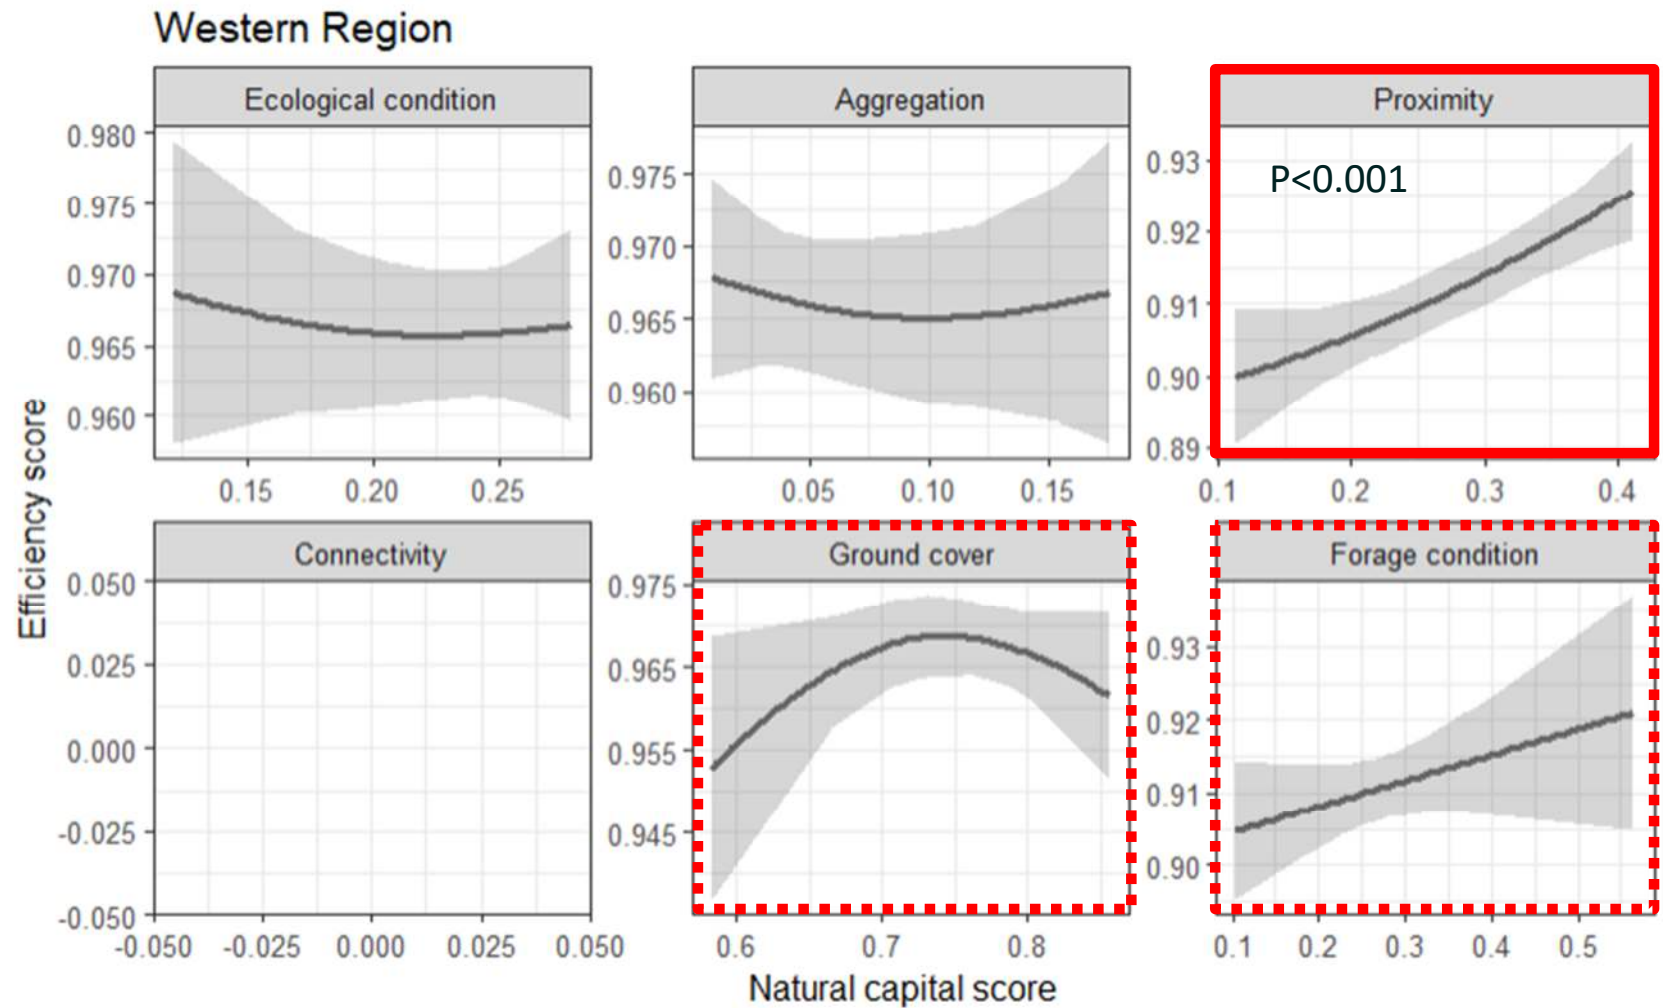 Western Region
Ecological condition
Aggregation
Proximity
0.980
0.975
0.970
0.965
0.960
0.975
0.970
0.965
0.960
0.93
0.92
0.91
0.90
0.89
P<0.001
0.15 0.20 0.25
0.05 0.10 0.15
0.1 0.2 0.3 0.4
Efficiency score
Connectivity
Ground cover
Forage condition
0.050
0.025
0.000
-0.025
-0.050
0.975
0.965
0.955
0.945
0.93
0.92
0.91
0.90
-0.050 -0.025 0.000 0.025 0.050
0.6 0.7 0.8
0.1 0.2 0.3 0.4 0.5
Natural capital score